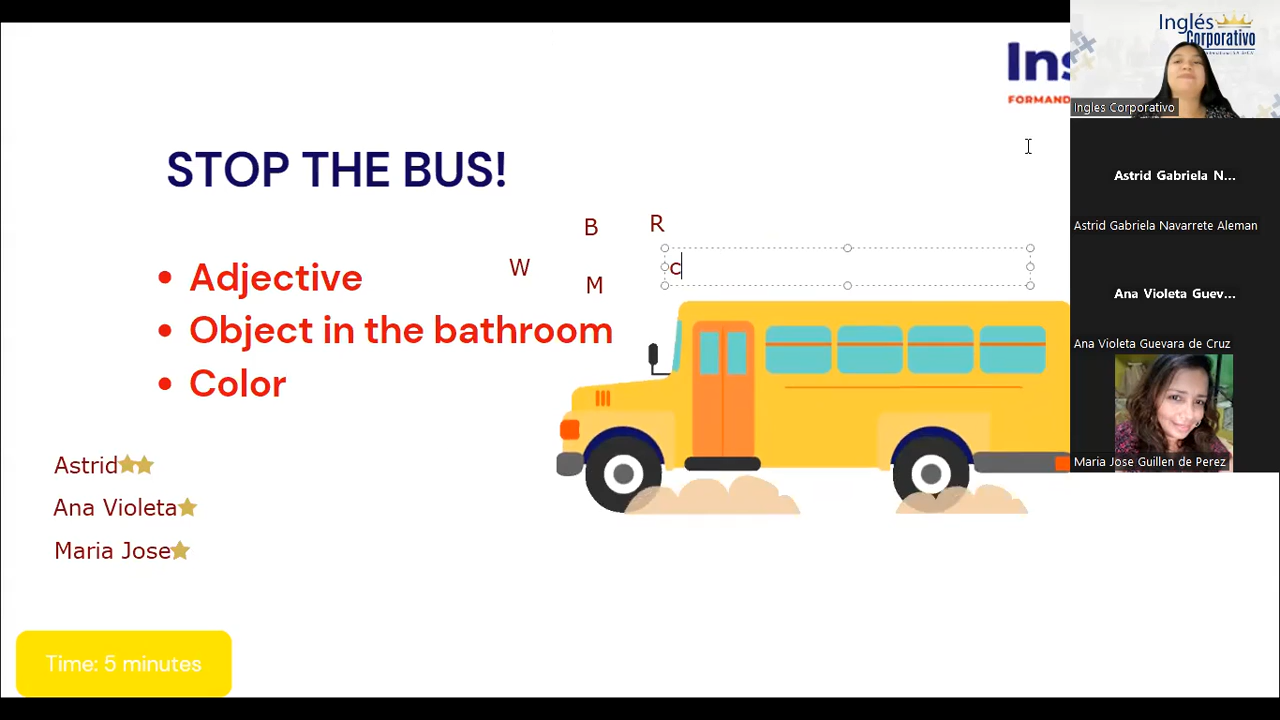 Ins
FORMAND
Inglés
Corporativo
Ingles Corporativo
STOP THE BUS!
B R
W M c
• Adjective
• Object in the bathroom
• Color
Astrid
Ana Violeta
Maria Jose
Time: 5 minutes
Astrid Gabriela N...
Astrid Gabriela Navarrete Aleman
Ana Violeta Guev...
Ana Violeta Guevara de Cruz
Maria Jose Guillen de Perez